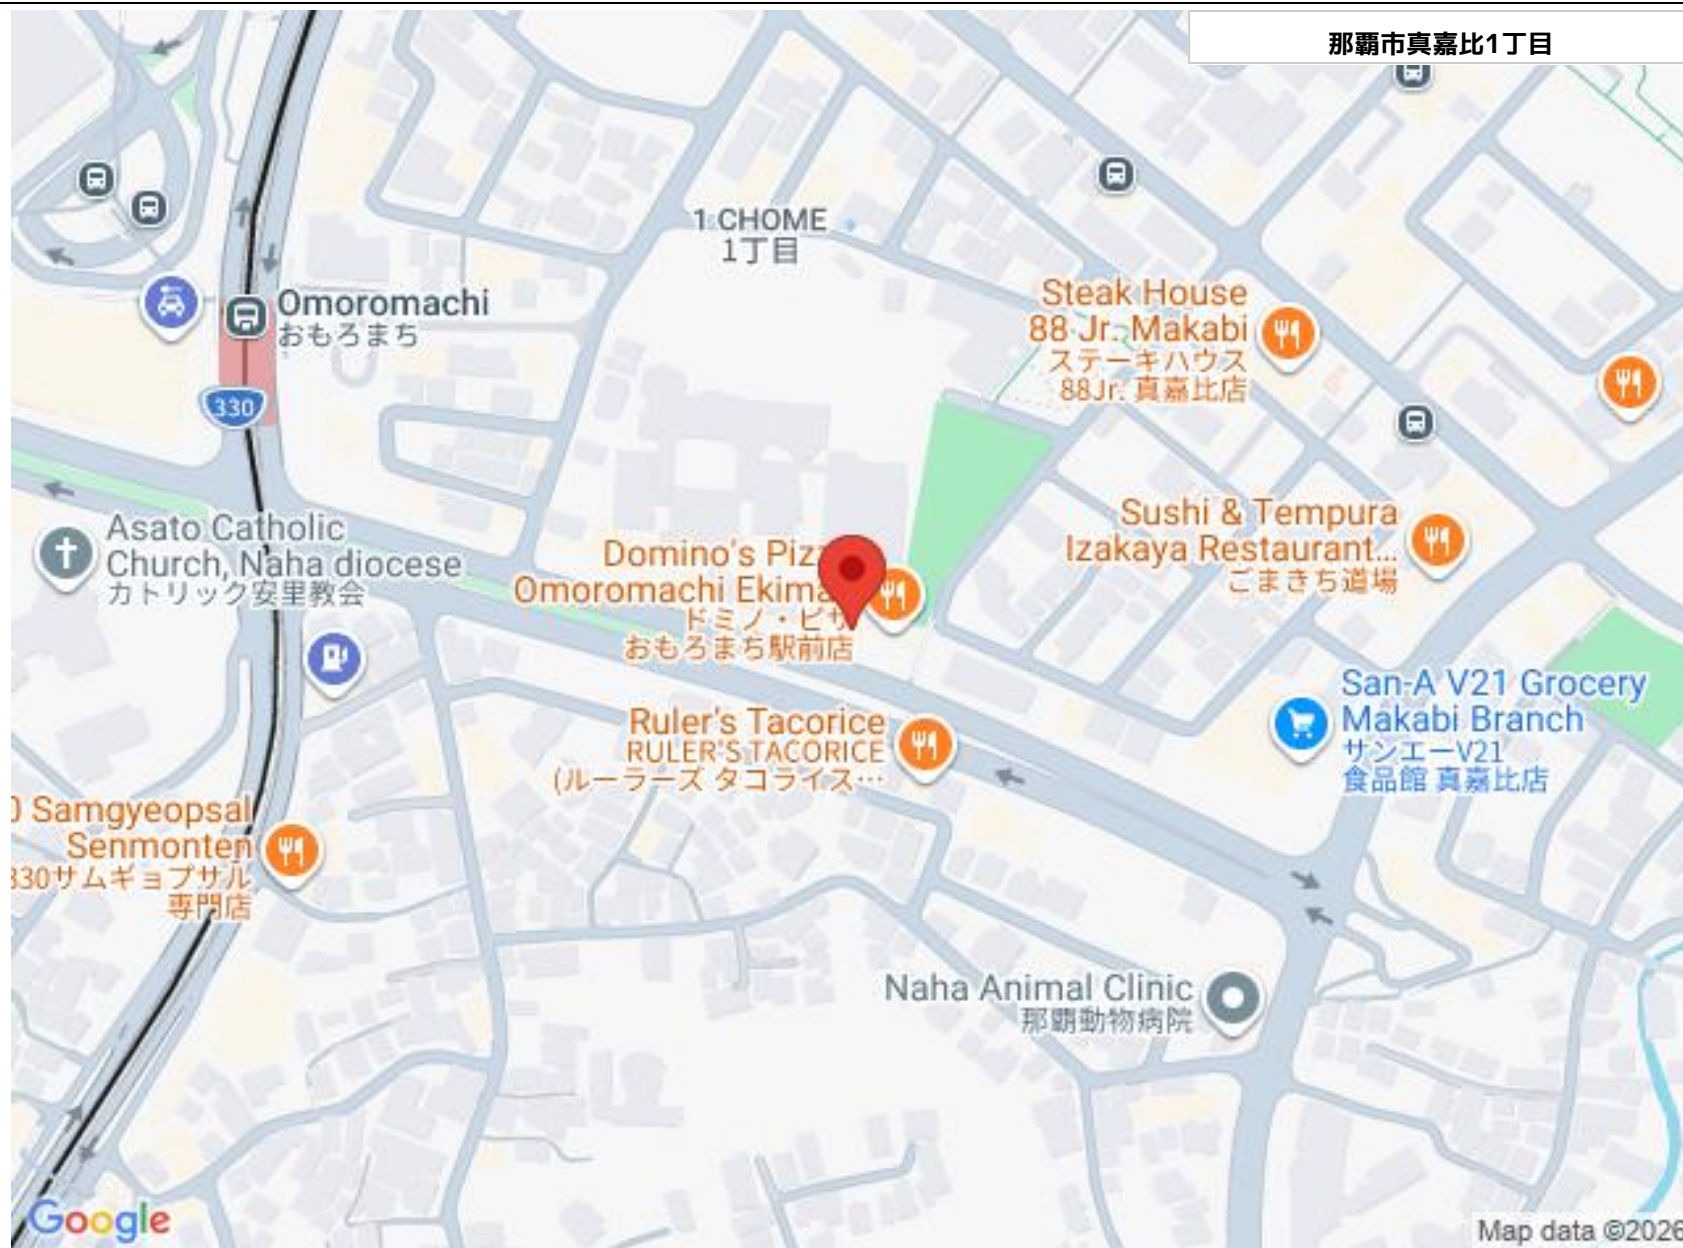 那覇市真嘉比1丁目
1 CHOME
1丁目
Omoromachi
おもろまち
Steak House
88 Jr. Makabi
ステーキハウス
88Jr. 真嘉比店
330
Asato Catholic
Church, Naha diocese
カトリック安里教会
Domino's Pizz
Omoromachi Ekima
ドミノ・ピザ
おもろまち駅前店
Sushi & Tempura
Izakaya Restaurant...
ごまきち道場
San-A V21 Grocery
Makabi Branch
サンエーV21
食品館 真嘉比店
Ruler's Tacorice
RULER'S TACORICE
(ルーラーズ タコライス…
0 Samgyeopsal
Senmonten
330サムギョプサル
専門店
Naha Animal Clinic
那覇動物病院
Google
Map data ©2026